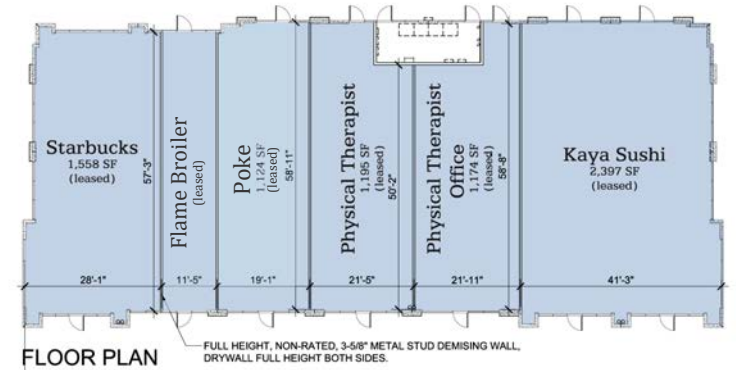 Starbucks
1,558 SF
(leased)
57'-3"
Flame Broiler
(leased)
Poke
1,124 SF
(leased)
58'-11"
Physical Therapist
1,195 SF
(leased)
50'-2"
Physical Therapist
Office
1,174 SF
(leased)
58'-8"
Kaya Sushi
2,397 SF
(leased)
28'-1"
11'-5"
19'-1"
21'-5"
21'-11"
41'-3"
FULL HEIGHT, NON-RATED, 3-5/8" METAL STUD DEMISING WALL,
DRYWALL FULL HEIGHT BOTH SIDES.
FLOOR PLAN